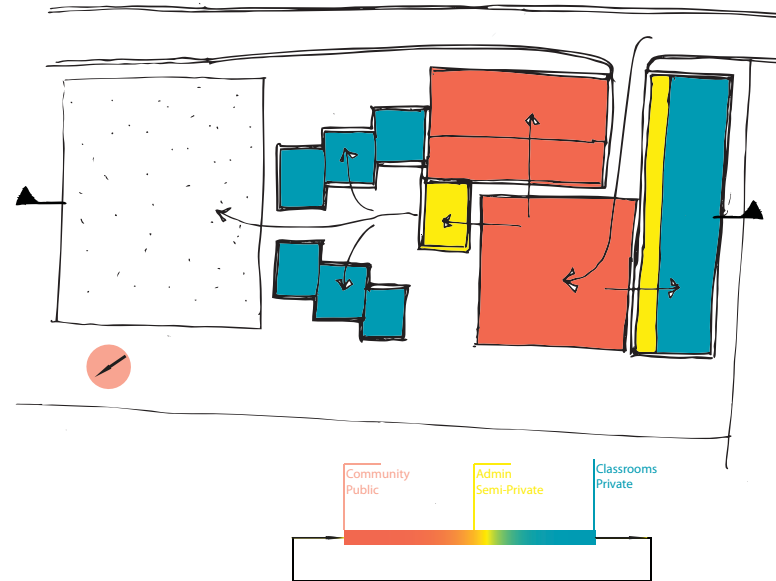 Community
Public
Admin
Semi-Private
Classrooms
Private